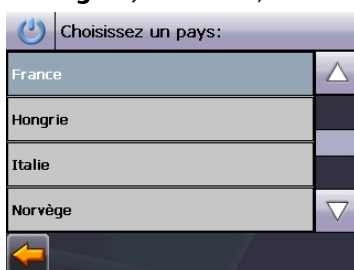 Choisissez un pays:
France
Hongrie
Italie
Norvège